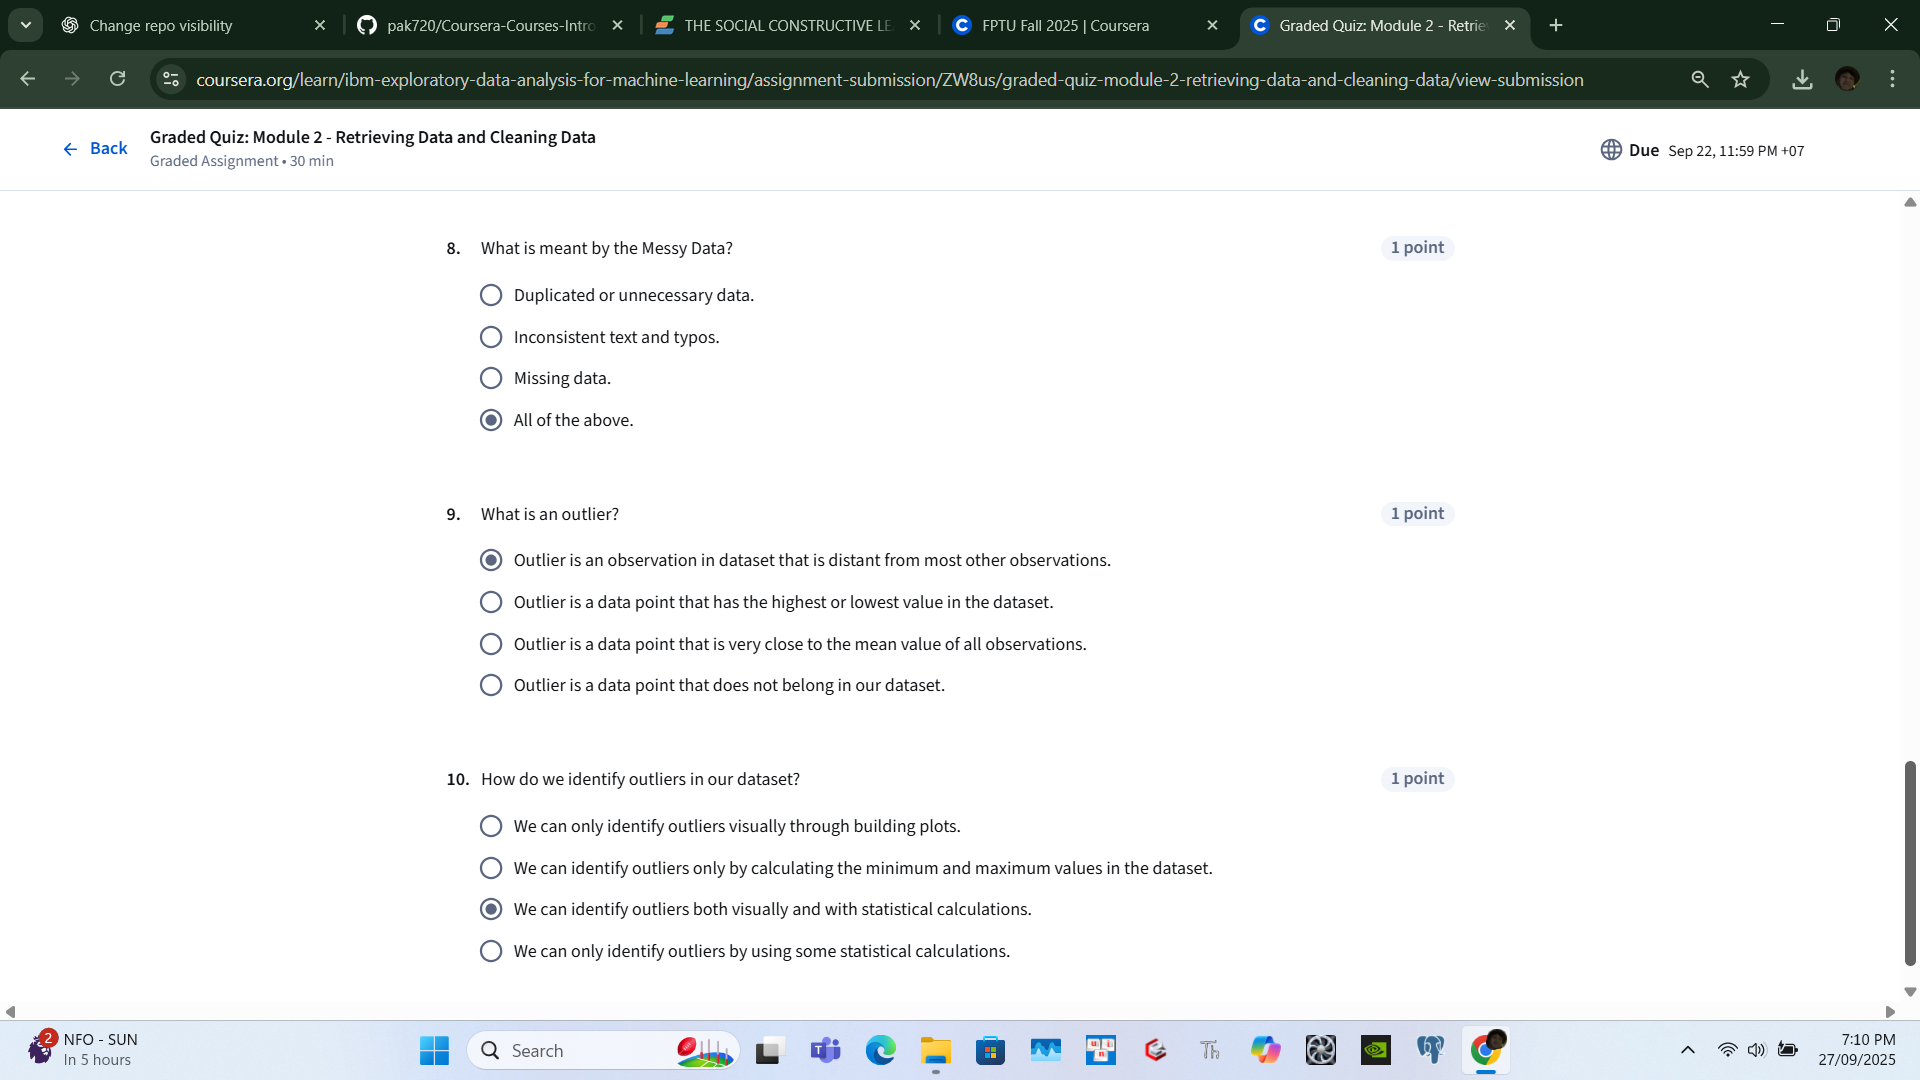 Change repo visibility
pak720/Coursera-Courses-Intro
THE SOCIAL CONSTRUCTIVE LE
FPTU Fall 2025 | Coursera
Graded Quiz: Module 2 - Retrie
coursera.org/learn/ibm-exploratory-data-analysis-for-machine-learning/assignment-submission/ZW8us/graded-quiz-module-2-retrieving-data-and-cleaning-data/view-submission
Back
Graded Quiz: Module 2 - Retrieving Data and Cleaning Data
Graded Assignment • 30 min
Due Sep 22, 11:59 PM +07
8. What is meant by the Messy Data?
1 point
Duplicated or unnecessary data.
Inconsistent text and typos.
Missing data.
All of the above.
9. What is an outlier?
1 point
Outlier is an observation in dataset that is distant from most other observations.
Outlier is a data point that has the highest or lowest value in the dataset.
Outlier is a data point that is very close to the mean value of all observations.
Outlier is a data point that does not belong in our dataset.
10. How do we identify outliers in our dataset?
1 point
We can only identify outliers visually through building plots.
We can identify outliers only by calculating the minimum and maximum values in the dataset.
We can identify outliers both visually and with statistical calculations.
We can only identify outliers by using some statistical calculations.
2
NFO - SUN
In 5 hours
Search
Th
7:10 PM
27/09/2025